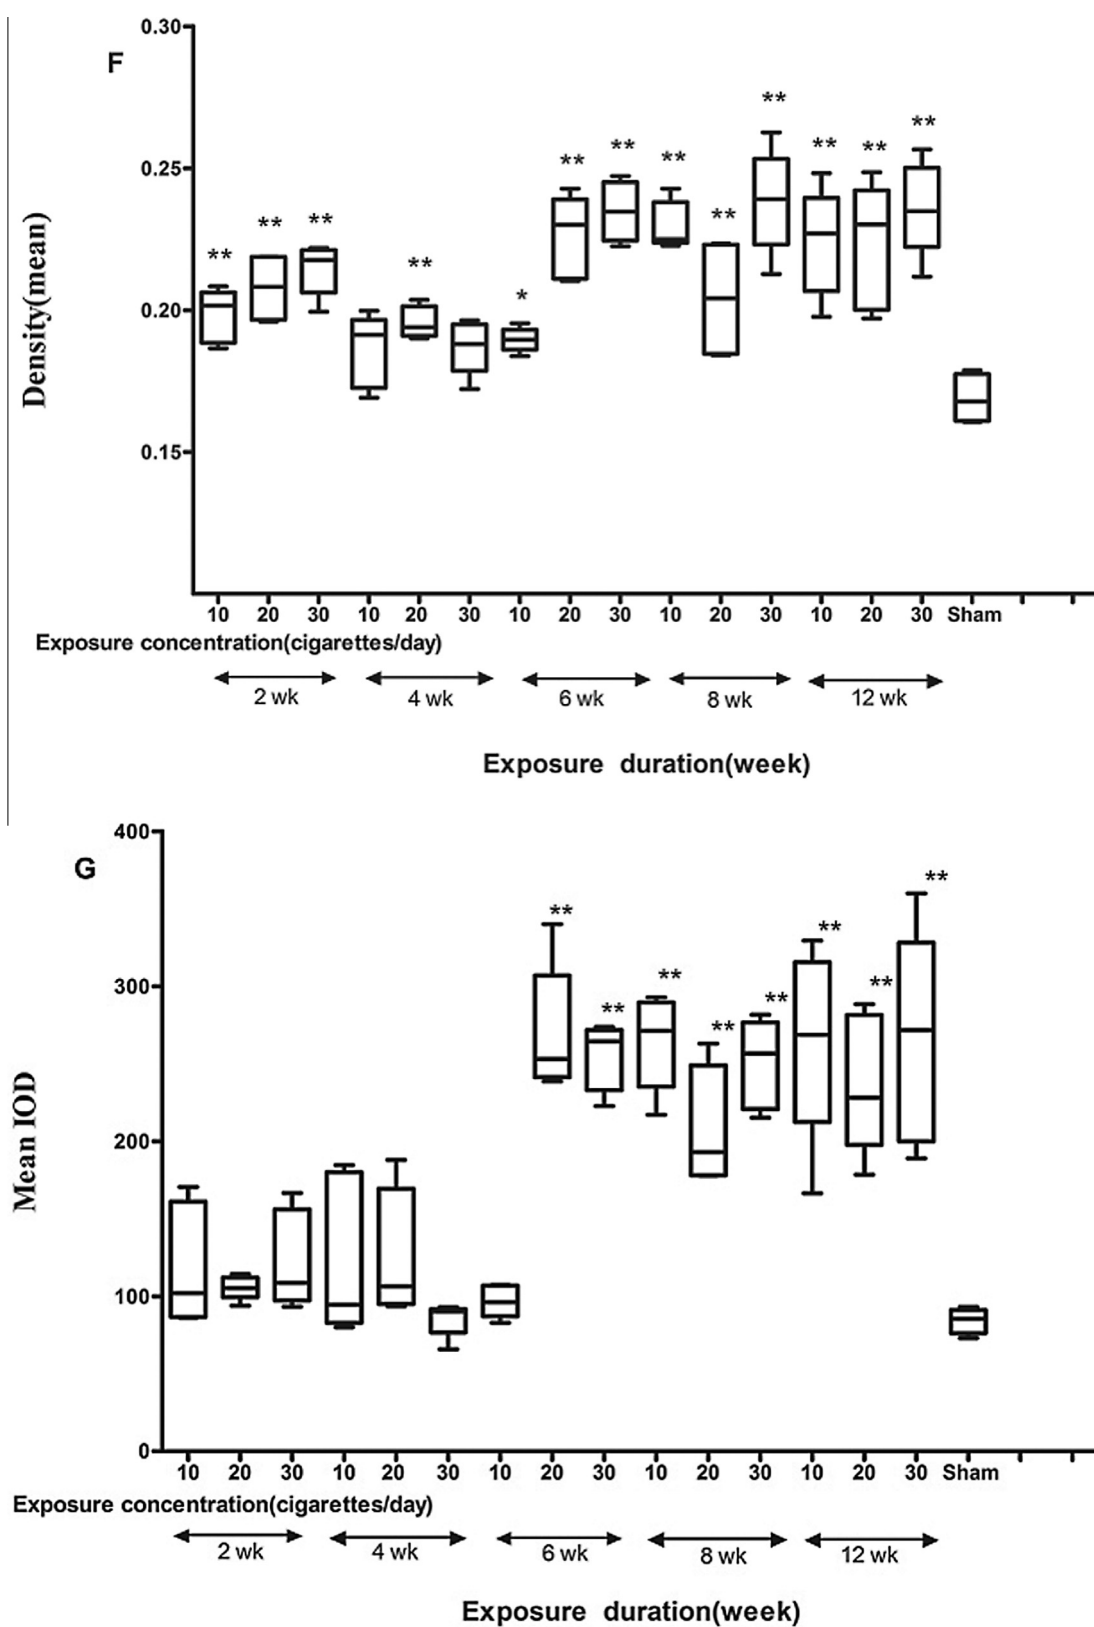 F
0.30
**
**
**
**
**
0.25
**
**
**
**
**
**
**
**
*
0.20
0.15
Density(mean)
10 20 30 10 20 30 10 20 30 10 20 30 10 20 30 Sham
Exposure concentration(cigarettes/day)
2 wk 4 wk 6 wk 8 wk 12 wk
Exposure duration(week)
G
400
**
**
**
300
**
**
**
**
**
200
100
0
Mean IOD
10 20 30 10 20 30 10 20 30 10 20 30 10 20 30 Sham
Exposure concentration(cigarettes/day)
2 wk 4 wk 6 wk 8 wk 12 wk
Exposure duration(week)